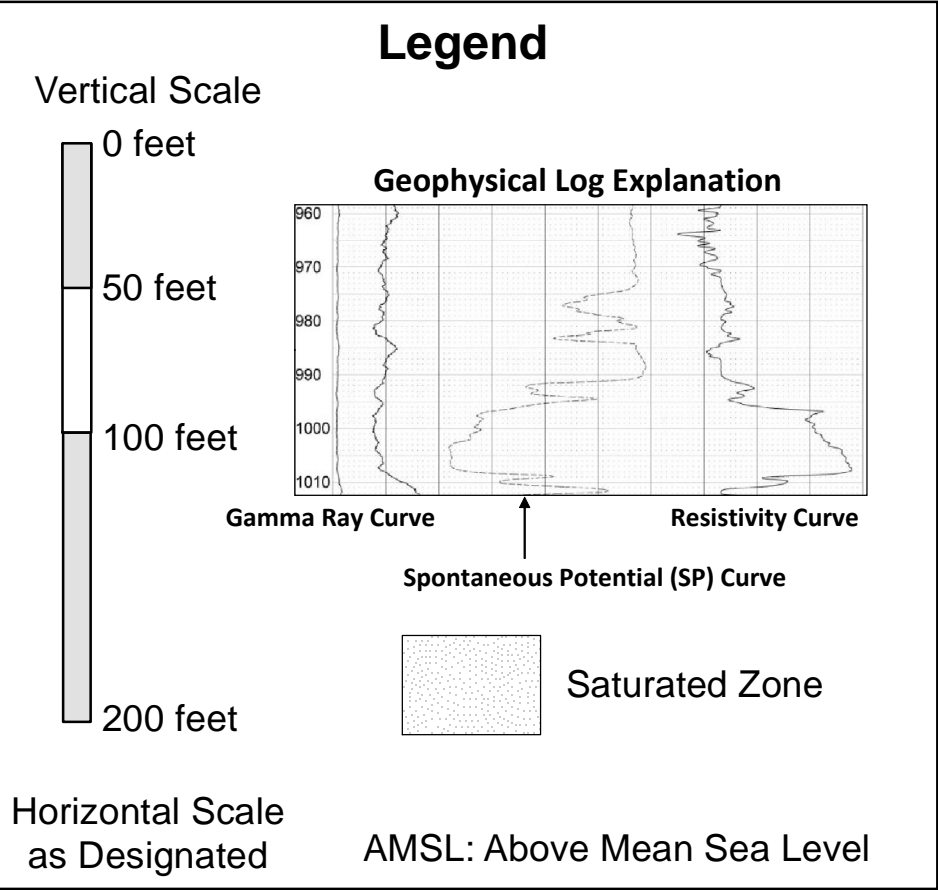 Legend
Vertical Scale
0 feet
50 feet
100 feet
200 feet
Geophysical Log Explanation
960
970
980
990
1000
1010
Gamma Ray Curve
Resistivity Curve
Spontaneous Potential (SP) Curve
Saturated Zone
Horizontal Scale
as Designated
AMSL: Above Mean Sea Level